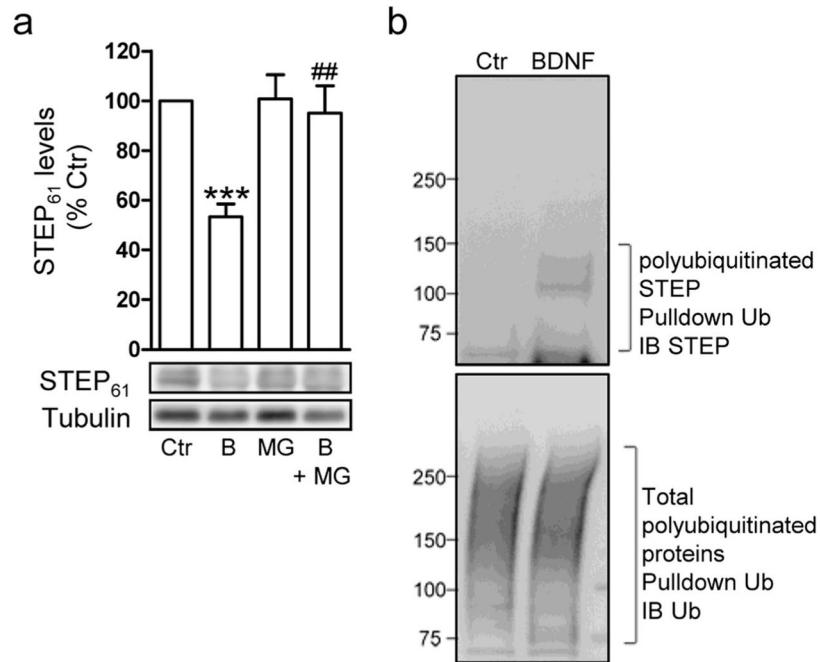 a
120
100
80
60
40
20
0
STEP61 levels
(% Ctr)
***
##
STEP61
Tubulin
Ctr B MG B
+ MG
b
Ctr BDNF
250
150
100
75
polyubiquitinated
STEP
Pulldown Ub
IB STEP
250
150
100
75
Total
polyubiquitinated
proteins
Pulldown Ub
IB Ub